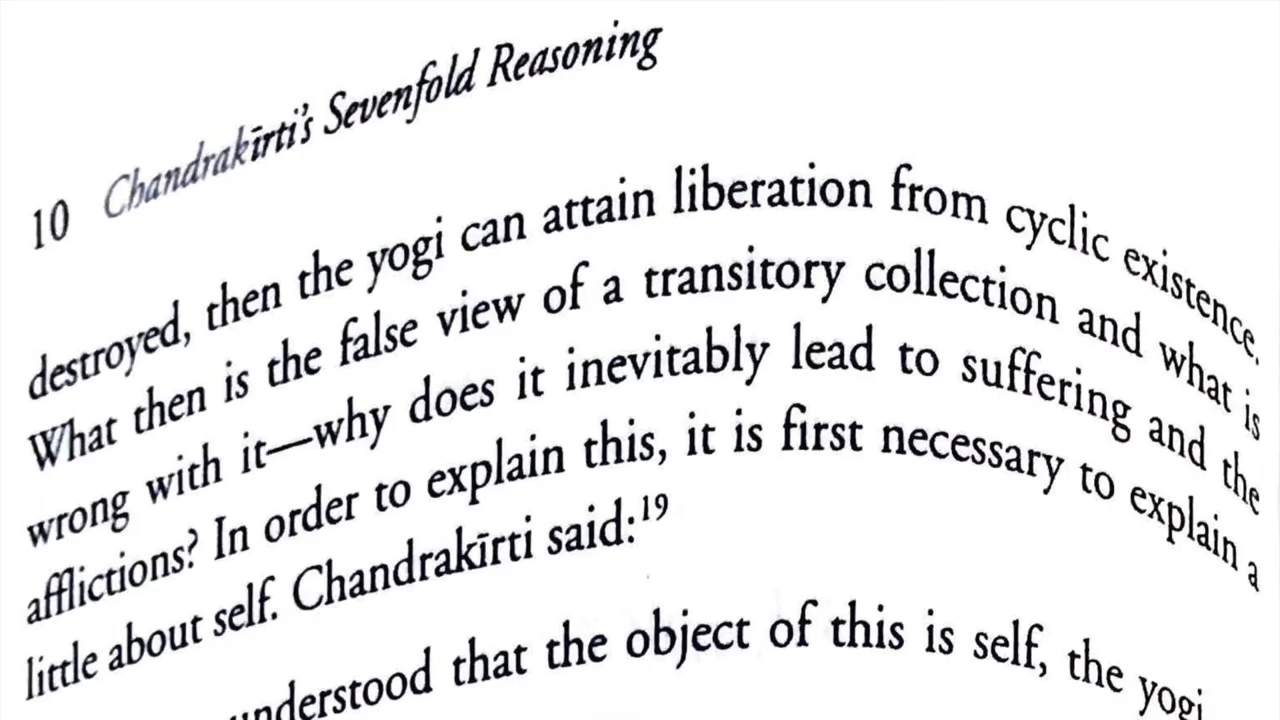 10 Chandrakīrti's Sevenfold Reasoning
destroyed, then the yogi can attain liberation from cyclic existence.
What then is the false view of a transitory collection and what is
wrong with it—why does it inevitably lead to suffering and the
afflictions? In order to explain this, it is first necessary to explain a
little about self. Chandrakīrti said:¹⁹
understood that the object of this is self, the yogi